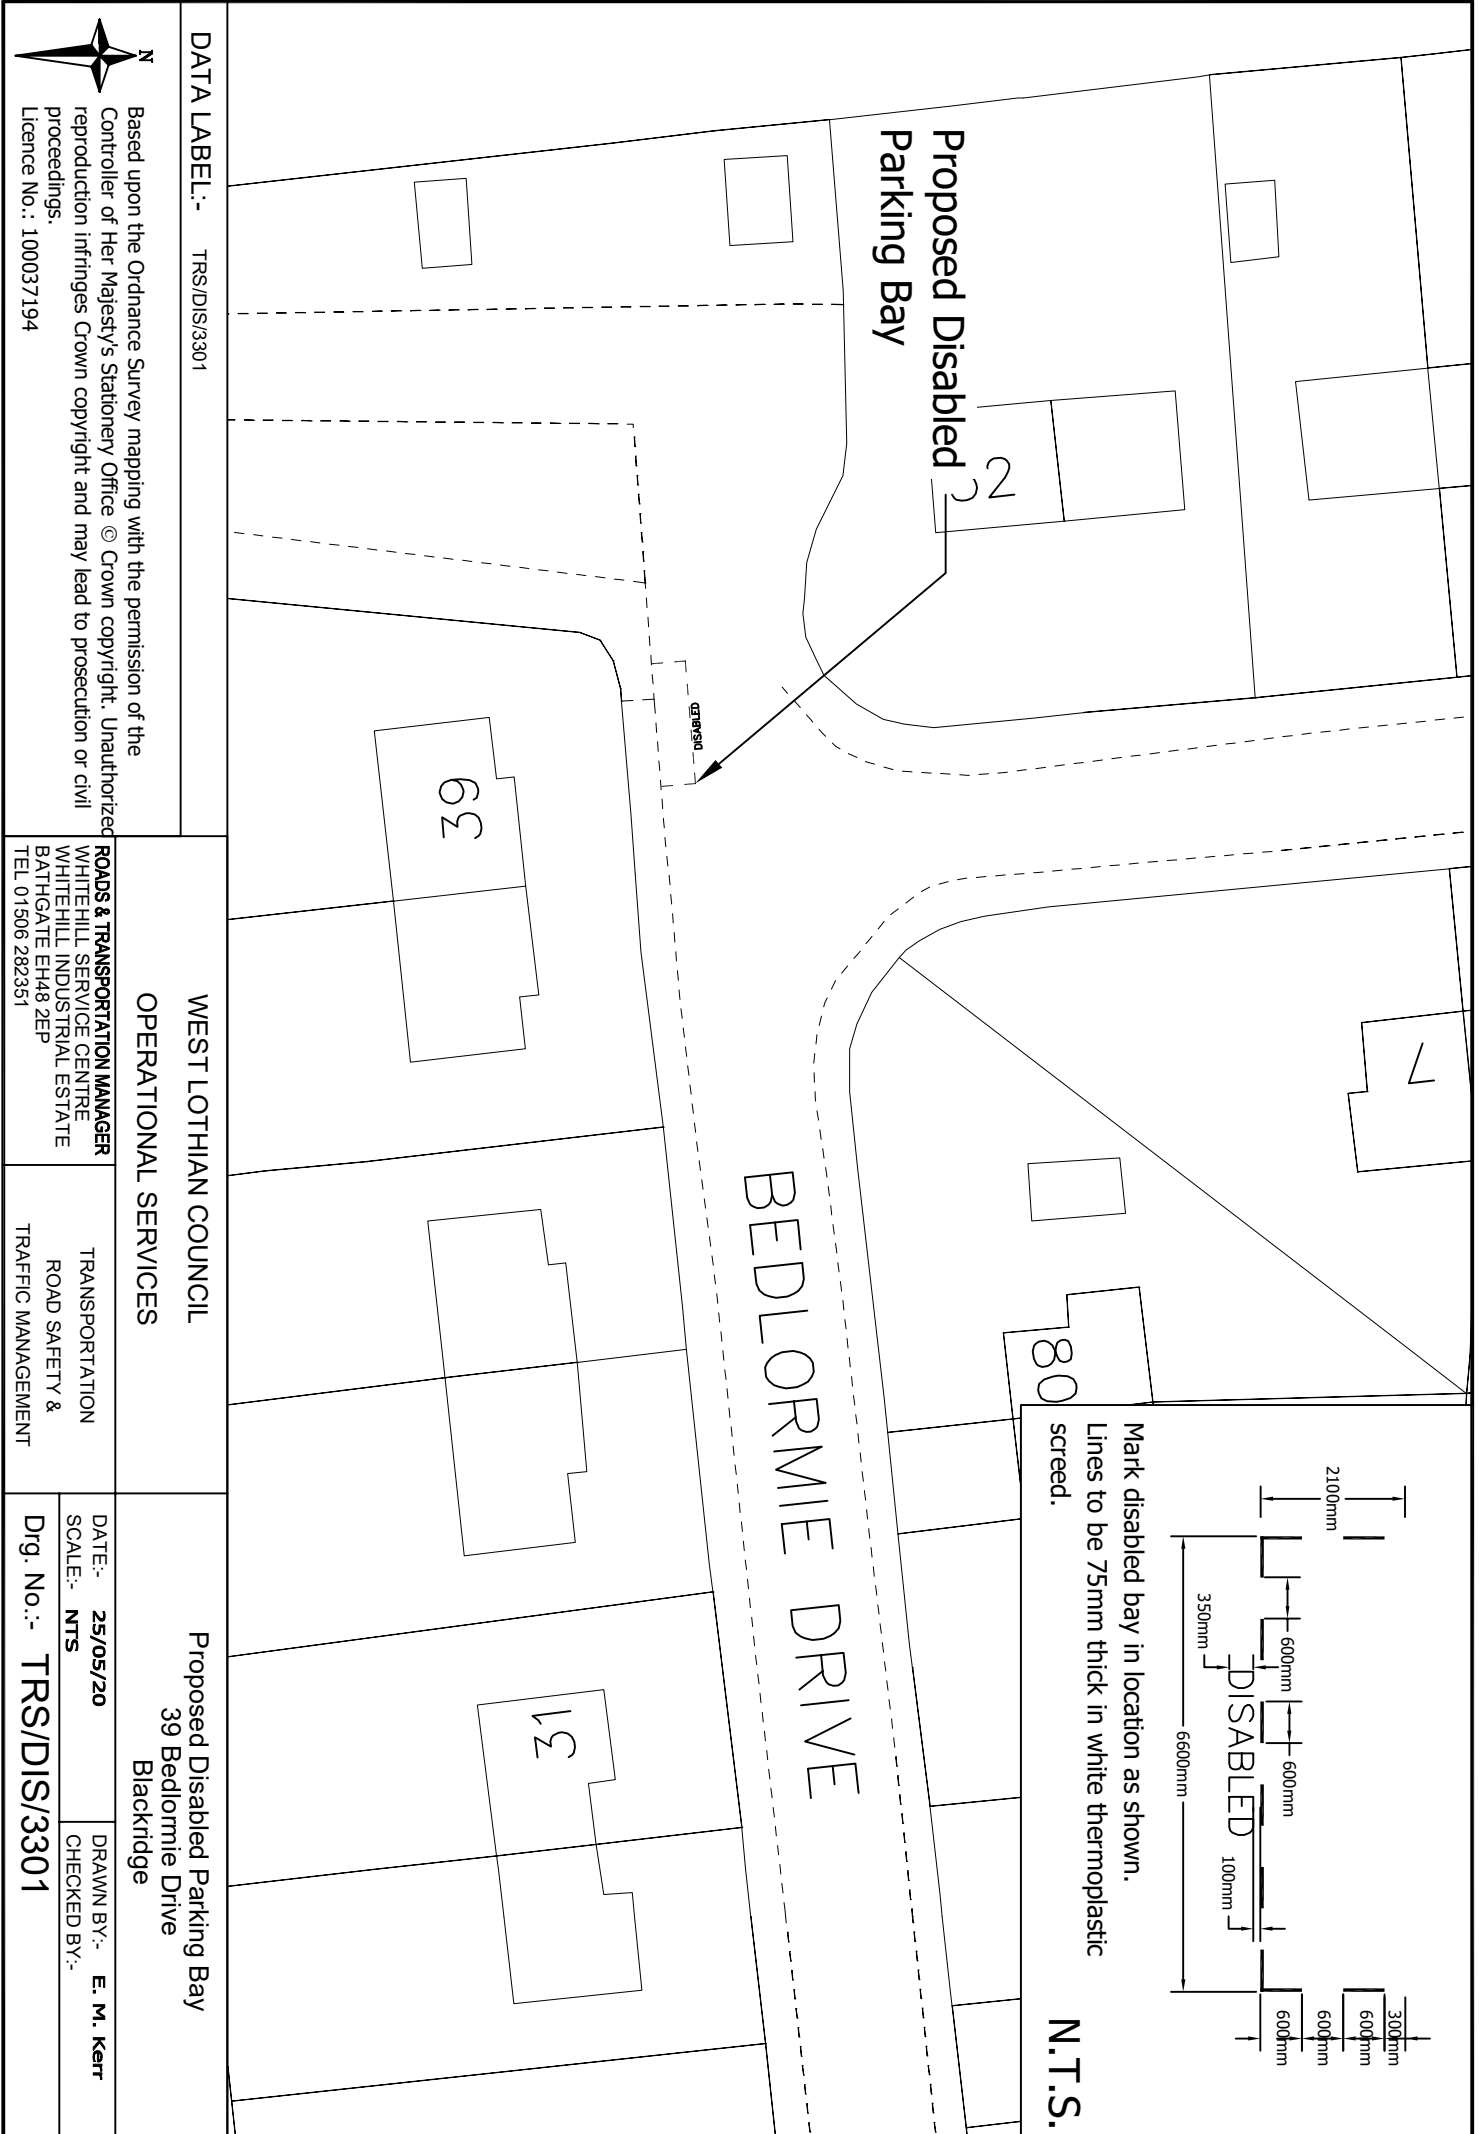 Proposed Disabled
Parking Bay
DISABLED
39
31
7
80
BEDLORMIE DRIVE
2100mm
600mm
600mm
350mm
DISABLED
100mm
6600mm
300mm
600mm
600mm
600mm
Mark disabled bay in location as shown.
Lines to be 75mm thick in white thermoplastic
screed.
N.T.S.
DATA LABEL:- TRS/DIS/3301
N
Based upon the Ordnance Survey mapping with the permission of the
Controller of Her Majesty's Stationery Office © Crown copyright. Unauthorized
reproduction infringes Crown copyright and may lead to prosecution or civil
proceedings.
Licence No.: 100037194
WEST LOTHIAN COUNCIL
OPERATIONAL SERVICES
ROADS & TRANSPORTATION MANAGER
WHITEHILL SERVICE CENTRE
WHITEHILL INDUSTRIAL ESTATE
BATHGATE EH48 2EP
TEL 01506 282351
TRANSPORTATION
ROAD SAFETY &
TRAFFIC MANAGEMENT
Proposed Disabled Parking Bay
39 Bedlormie Drive
Blackridge
DATE:- 25/05/20
SCALE:- NTS
DRAWN BY:- E. M. Kerr
CHECKED BY:-
Drg. No.:- TRS/DIS/3301